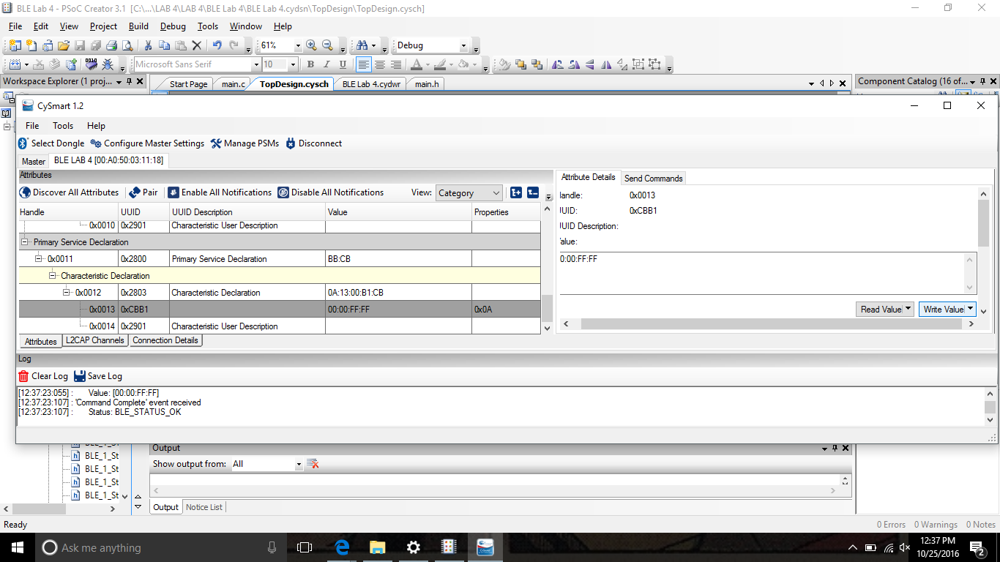 BLE Lab 4 - PSoC Creator 3.1 [C:\...\LAB 4\LAB 4\BLE Lab 4\BLE Lab 4.cydsn\TopDesign\TopDesign.cysch]
File Edit View Project Build Debug Tools Window Help
61% Debug
Microsoft Sans Serif 10 B I U A
Workspace Explorer (1 proj... Start Page main.c TopDesign.cysch BLE Lab 4.cydwr main.h Component Catalog (16 of...
CySmart 1.2
File Tools Help
Select Dongle Configure Master Settings Manage PSMs Disconnect
Master BLE LAB 4 [00:A0:50:03:11:18]
Attributes
Discover All Attributes Pair Enable All Notifications Disable All Notifications View: Category
Handle UUID UUID Description Value Properties
0x0010 0x2901 Characteristic User Description
Primary Service Declaration
0x0011 0x2800 Primary Service Declaration BB:CB
Characteristic Declaration
0x0012 0x2803 Characteristic Declaration 0A:13:00:B1:CB
0x0013 0xCBB1 00:00:FF:FF 0x0A
0x0014 0x2901 Characteristic User Description
Attributes L2CAP Channels Connection Details
Attribute Details Send Commands
andle: 0x0013
UID: 0xCBB1
UID Description:
alue:
0:00:FF:FF
Read Value Write Value
Log
Clear Log Save Log
[12:37:23:055] : Value: [00:00:FF:FF]
[12:37:23:107] : 'Command Complete' event received
[12:37:23:107] : Status: BLE_STATUS_OK
BLE_1_St
BLE_1_St
BLE_1_St
BLE_1_St
Output
Show output from: All
Output Notice List
Ready 0 Errors 0 Warnings 0 Notes
Ask me anything
12:37 PM
10/25/2016
2